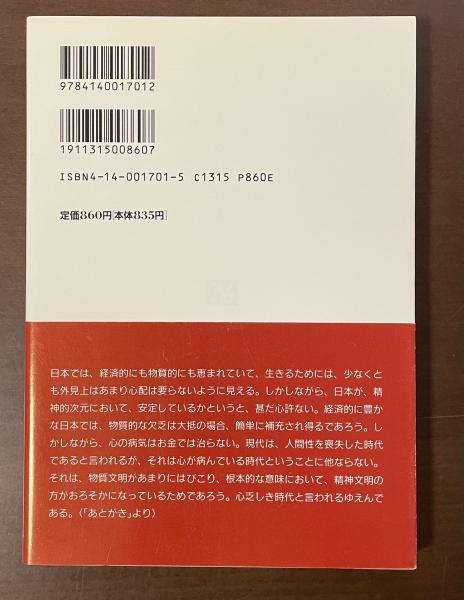 9784140017012
1911315008607
ISBN4-14-001701-5 C1315 P860E
定価860円[本体835円]
日本では、経済的にも物質的にも恵まれていて、生きるためには、少なくと
も外見上はあまり心配は要らないように見える。しかしながら、日本が、精
神的次元において、安定しているかというと、甚だ心許ない。経済的に豊か
な日本では、物質的な欠乏は大抵の場合、簡単に補充され得るであろう。し
かしながら、心の病気はお金では治らない。現代は、人間性を喪失した時代
であると言われるが、それは心が病んでいる時代ということに他ならない。
それは、物質文明があまりにはびこり、根本的な意味において、精神文明の
方がおろそかになっているためであろう。心乏しき時代と言われるゆえんで
ある。(「あとがき」より)